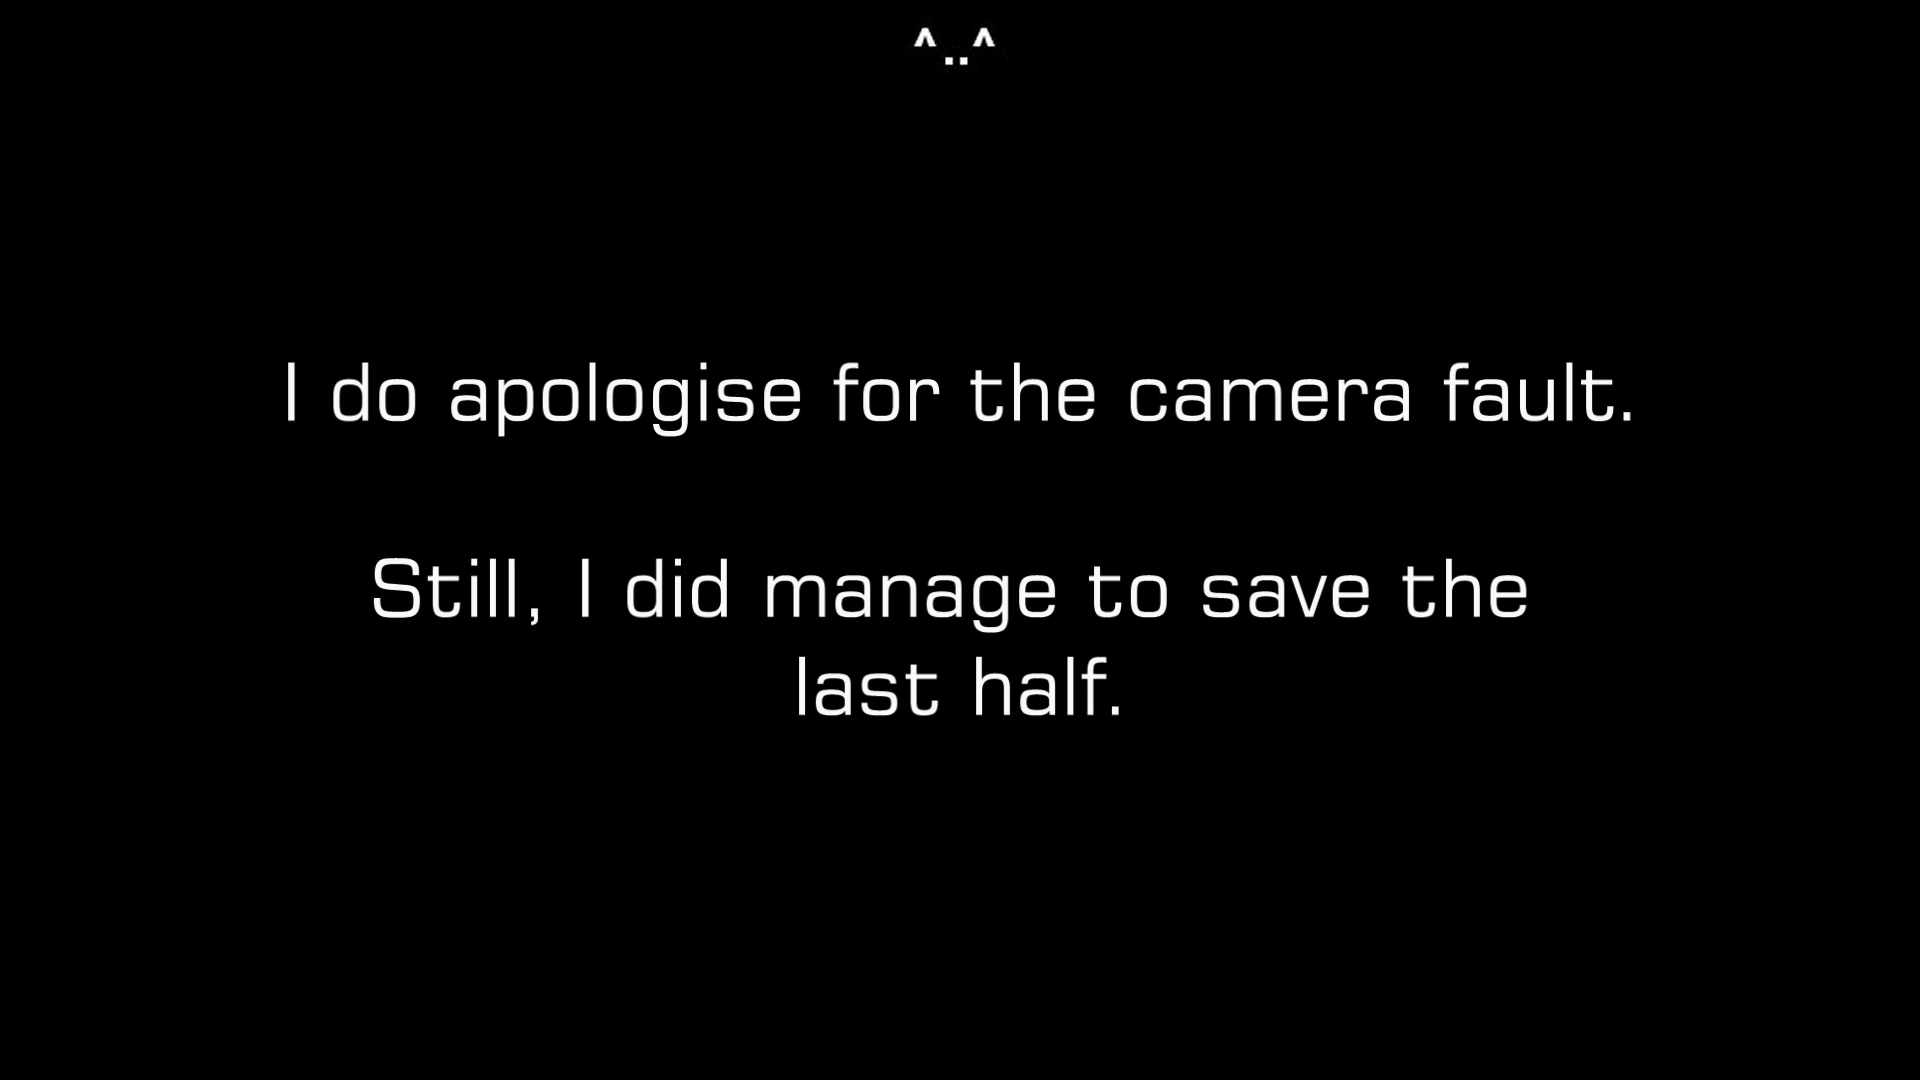 ^..^
I do apologise for the camera fault.
Still, I did manage to save the
last half.